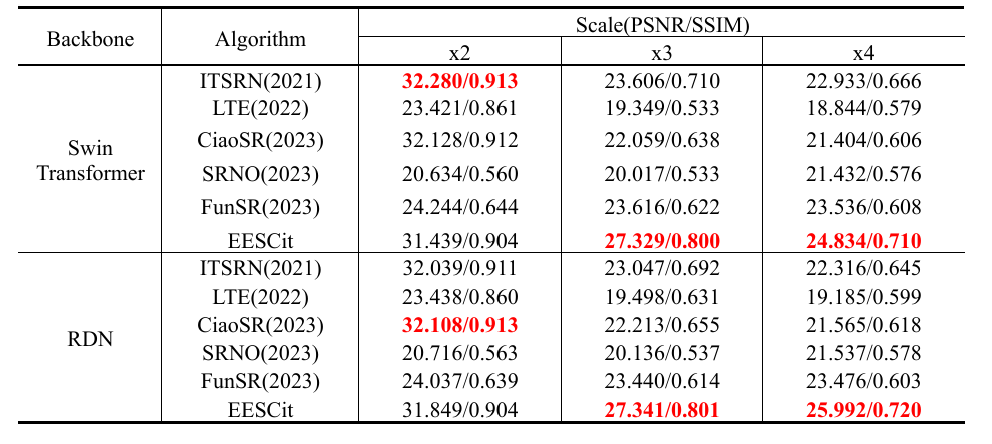 Backbone Algorithm Scale(PSNR/SSIM)
x2 x3 x4
Swin Transformer
ITSRN(2021) 32.280/0.913 23.606/0.710 22.933/0.666
LTE(2022) 23.421/0.861 19.349/0.533 18.844/0.579
CiaoSR(2023) 32.128/0.912 22.059/0.638 21.404/0.606
SRNO(2023) 20.634/0.560 20.017/0.533 21.432/0.576
FunSR(2023) 24.244/0.644 23.616/0.622 23.536/0.608
EESCit 31.439/0.904 27.329/0.800 24.834/0.710
RDN
ITSRN(2021) 32.039/0.911 23.047/0.692 22.316/0.645
LTE(2022) 23.438/0.860 19.498/0.631 19.185/0.599
CiaoSR(2023) 32.108/0.913 22.213/0.655 21.565/0.618
SRNO(2023) 20.716/0.563 20.136/0.537 21.537/0.578
FunSR(2023) 24.037/0.639 23.440/0.614 23.476/0.603
EESCit 31.849/0.904 27.341/0.801 25.992/0.720